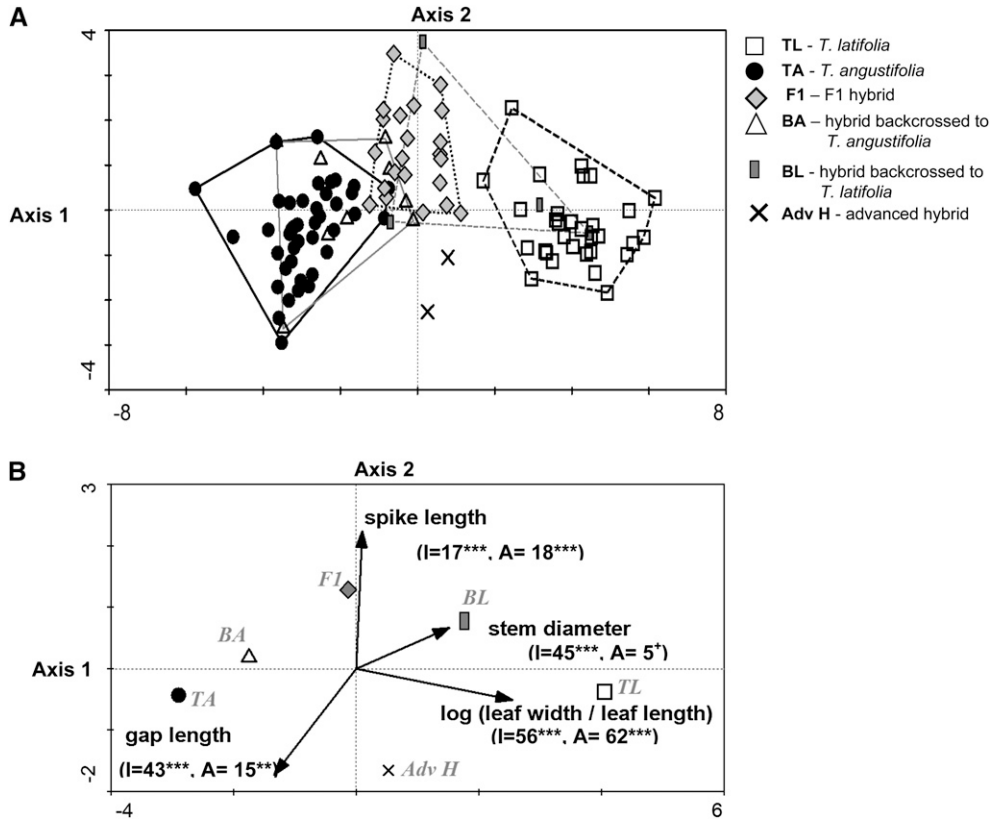 A
Axis 2
4
Axis 1
-4
-8
8
TL - T. latifolia
TA - T. angustifolia
F1 – F1 hybrid
BA – hybrid backcrossed to
T. angustifolia
BL - hybrid backcrossed to
T. latifolia
Adv H - advanced hybrid
B
Axis 2
3
spike length
(I=17***, A= 18***)
F1
BL
BA
stem diameter
(I=45***, A= 5+)
Axis 1
TL
TA
log (leaf width / leaf length)
(I=56***, A= 62***)
gap length
(I=43***, A= 15**)
Adv H
-2
-4
6